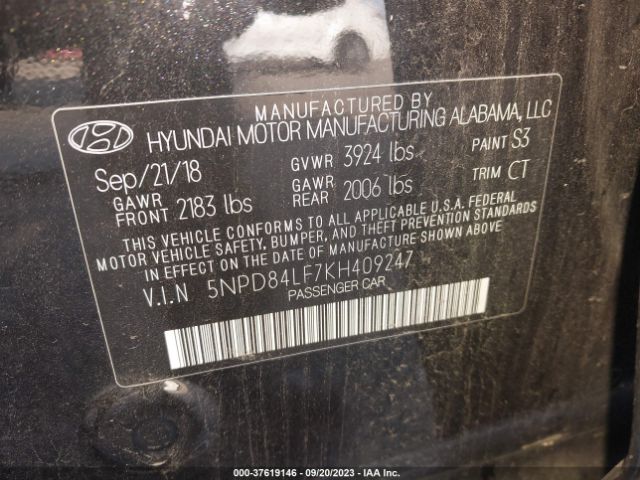 MANUFACTURED BY
HYUNDAI MOTOR MANUFACTURING ALABAMA, LLC
Sep/21/18 GVWR 3924 lbs PAINT S3
GAWR FRONT 2183 lbs GAWR REAR 2006 lbs TRIM CT
THIS VEHICLE CONFORMS TO ALL APPLICABLE U.S.A. FEDERAL
MOTOR VEHICLE SAFETY, BUMPER, AND THEFT PREVENTION STANDARDS
IN EFFECT ON THE DATE OF MANUFACTURE SHOWN ABOVE
V.I.N 5NPD84LF7KH409247
PASSENGER CAR
000-37619146 - 09/20/2023 - IAA Inc.